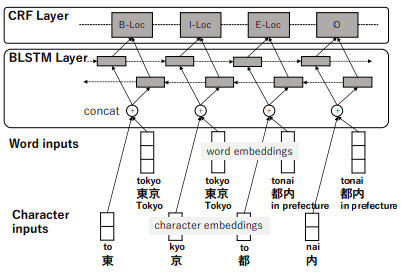 CRF Layer
B-Loc I-Loc E-Loc O
BLSTM Layer
concat
+ + + +
Word inputs
word embeddings
tokyo tokyo tonai tonai
東京 東京 都内 都内
Tokyo Tokyo in prefecture in prefecture
Character inputs
character embeddings
to kyo to nai
東 京 都 内